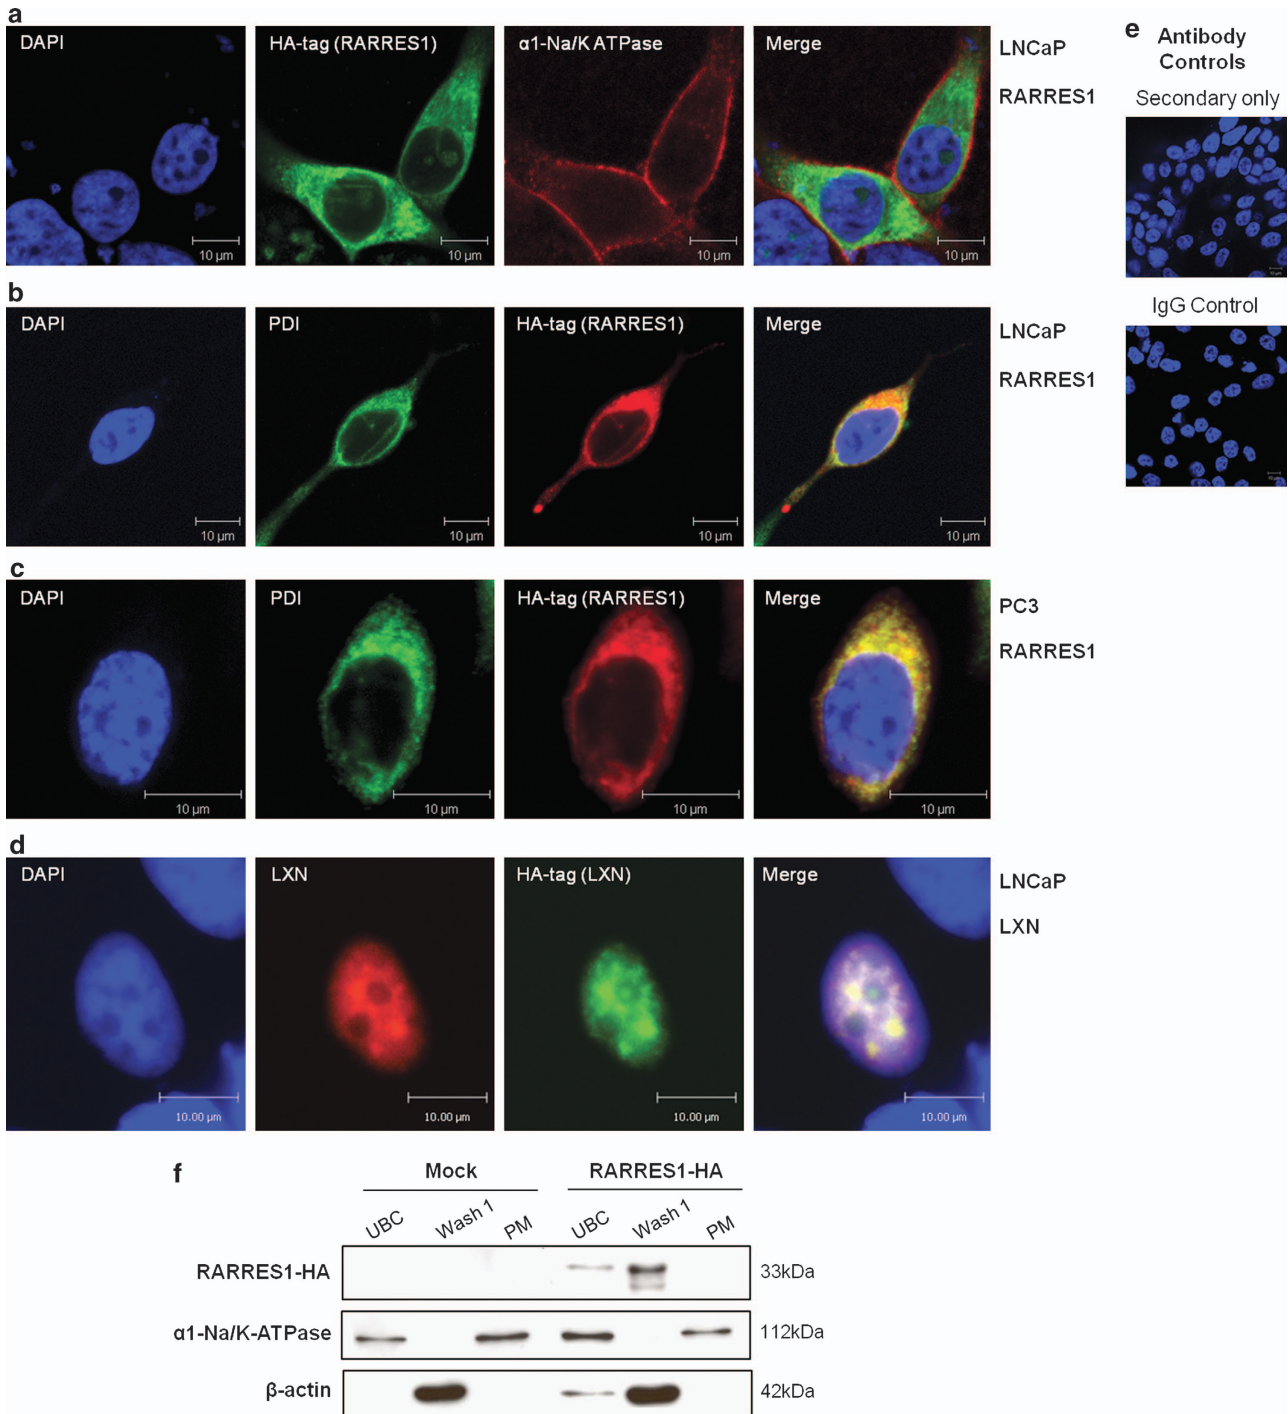 a
DAPI
HA-tag (RARRES1)
α1-Na/K ATPase
Merge
LNCaP
RARRES1
10 µm
10 µm
10 µm
10 µm
e
Antibody
Controls
Secondary only
10 µm
IgG Control
10 µm
b
DAPI
PDI
HA-tag (RARRES1)
Merge
LNCaP
RARRES1
10 µm
10 µm
10 µm
10 µm
c
DAPI
PDI
HA-tag (RARRES1)
Merge
PC3
RARRES1
10 µm
10 µm
10 µm
10 µm
d
DAPI
LXN
HA-tag (LXN)
Merge
LNCaP
LXN
10.00 µm
10.00 µm
10.00 µm
10.00 µm
f
Mock
RARRES1-HA
UBC
Wash 1
PM
UBC
Wash 1
PM
RARRES1-HA
33kDa
α1-Na/K-ATPase
112kDa
β-actin
42kDa